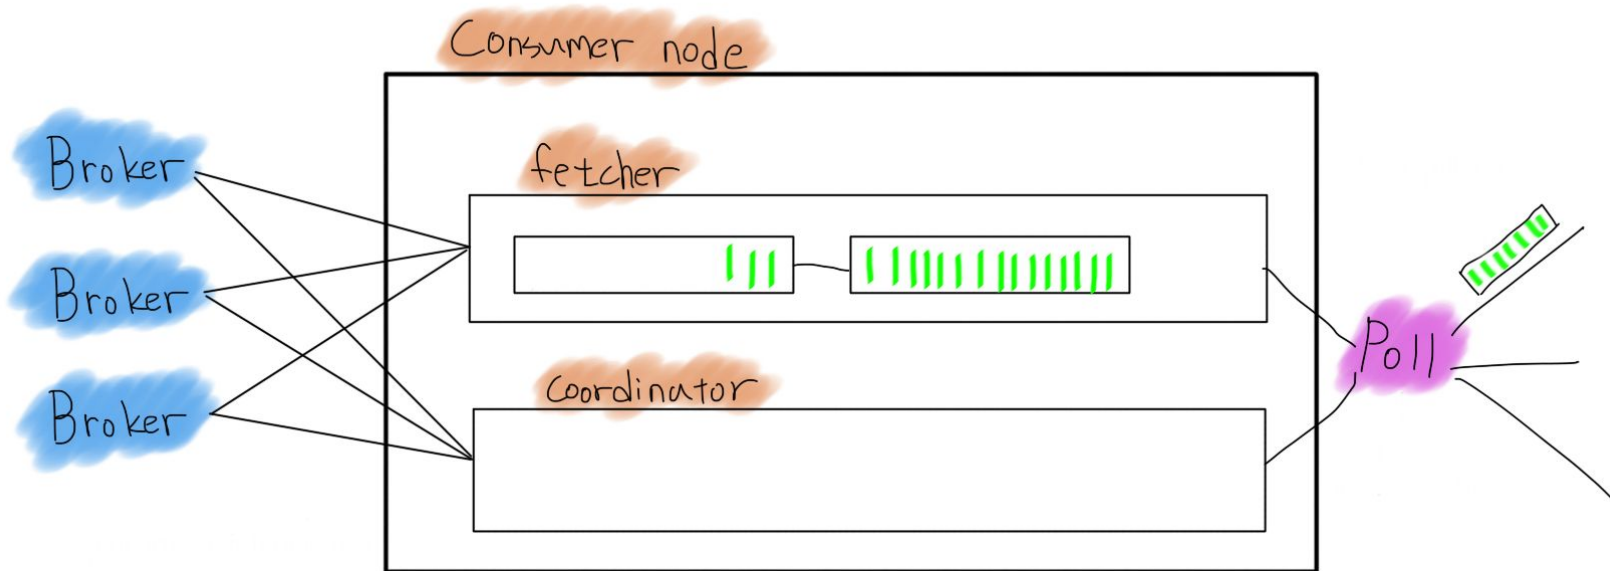 Consumer node
Broker
fetcher
Broker
coordinator
Broker
Poll